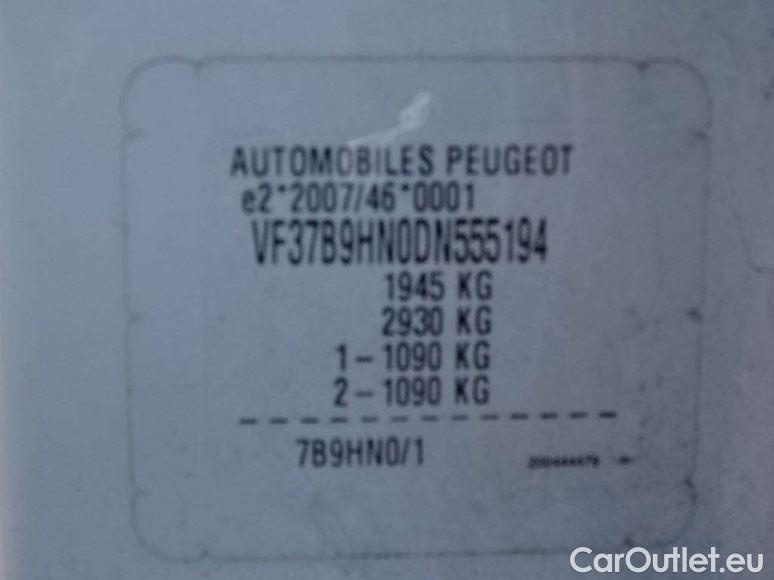 AUTOMOBILES PEUGEOT
e2*2007/46*0001
VF37B9HN0DN555194
1945 KG
2930 KG
1 – 1090 KG
2 – 1090 KG
7B9HN0/1
CarOutlet.eu